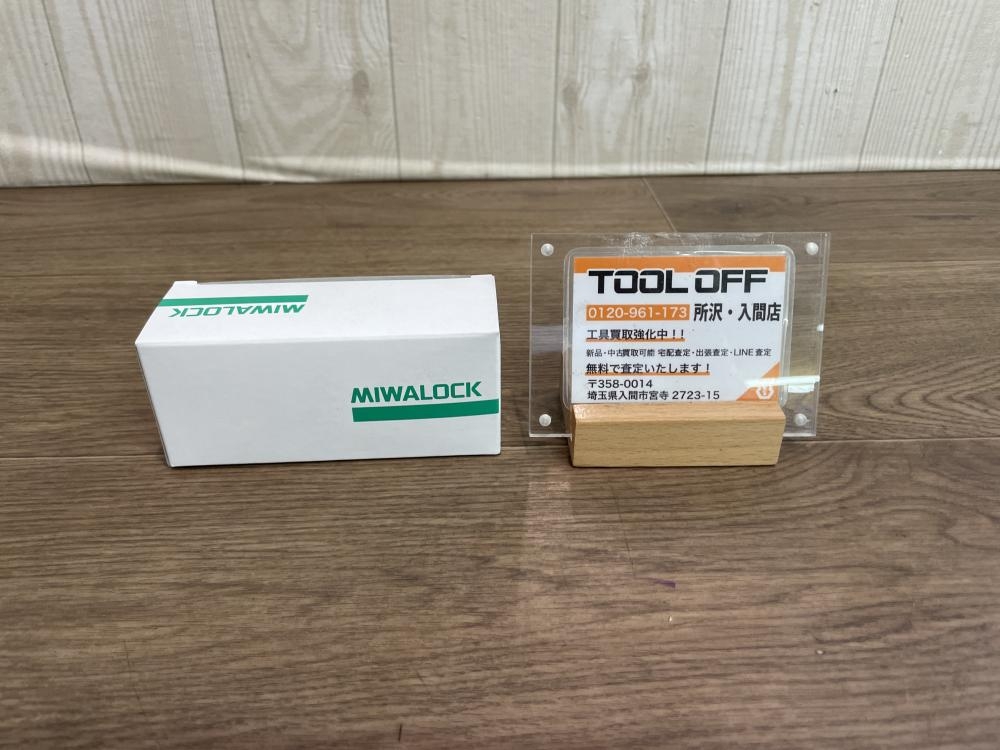 MIWALOCK
MIWALOCK
TOOL OFF
0120-961-173 所沢・入間店
工具買取強化中!!
新品・中古買取可能 宅配査定・出張査定・LINE査定
無料で査定いたします!
〒358-0014
埼玉県入間市宮寺 2723-15